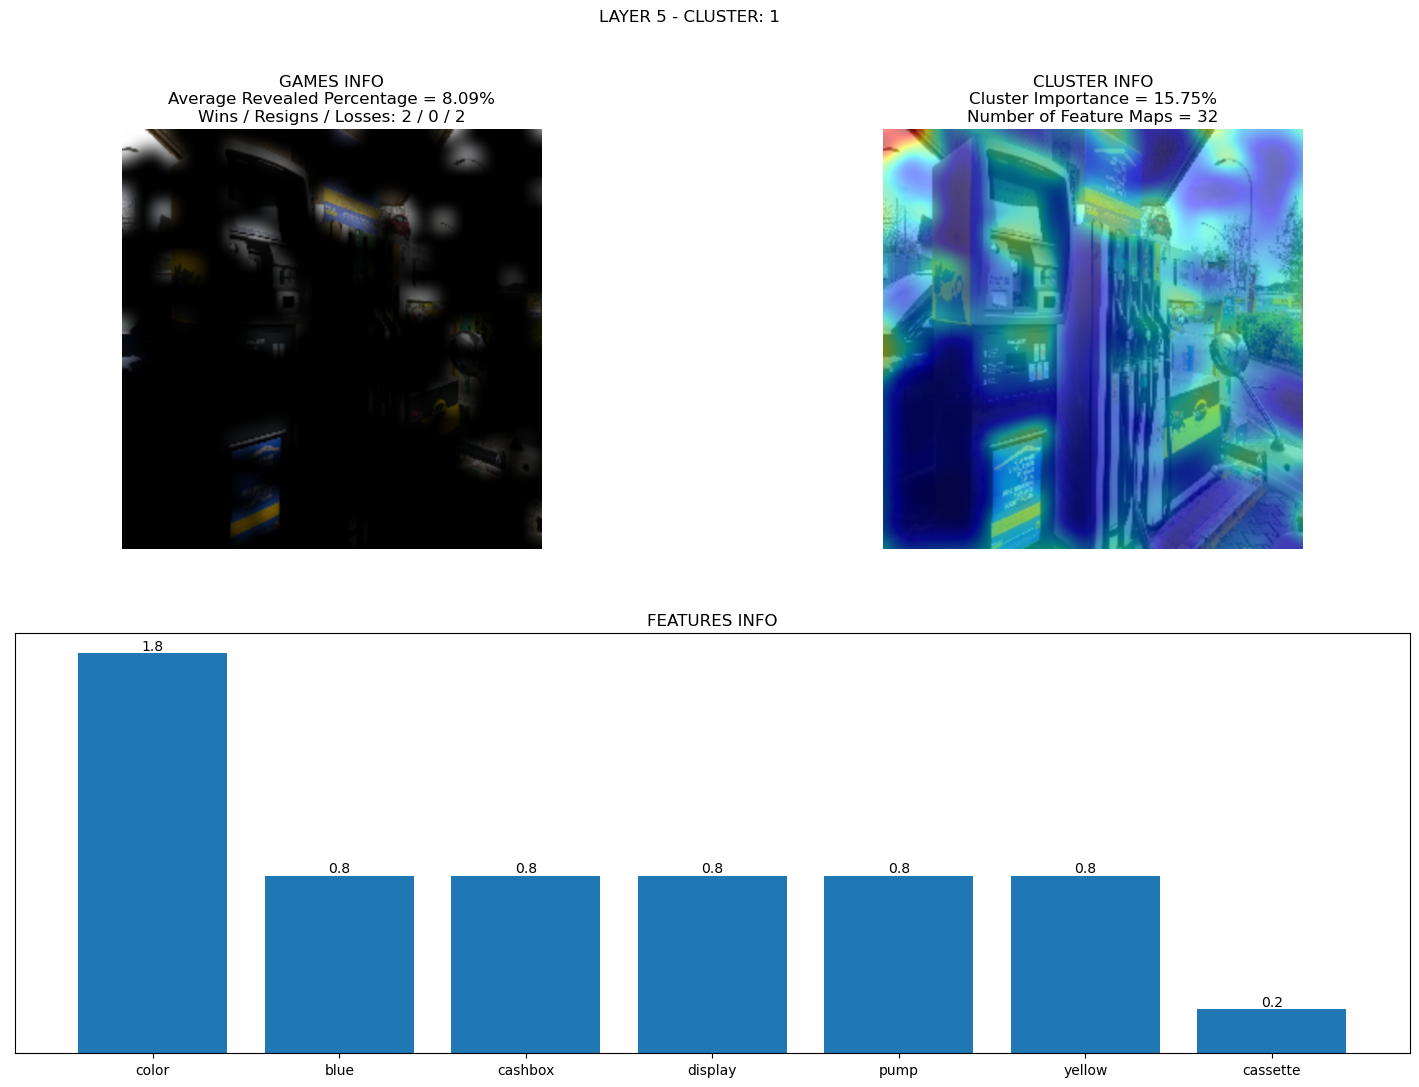 LAYER 5 - CLUSTER: 1
GAMES INFO
Average Revealed Percentage = 8.09%
Wins / Resigns / Losses: 2 / 0 / 2
CLUSTER INFO
Cluster Importance = 15.75%
Number of Feature Maps = 32
FEATURES INFO
1.8
0.8
0.8
0.8
0.8
0.8
0.2
color
blue
cashbox
display
pump
yellow
cassette